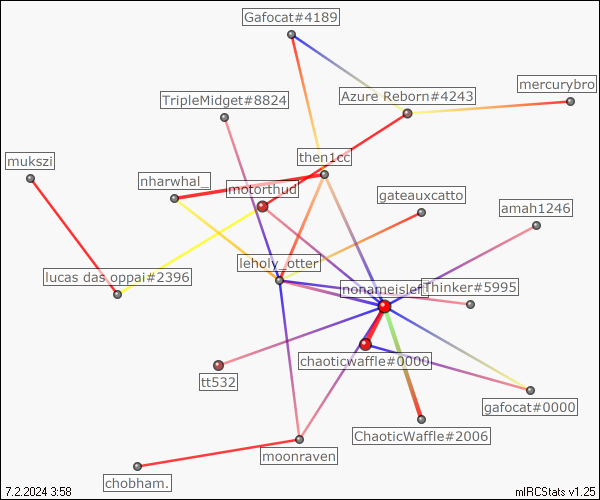 Gafocat#4189
mercurybro
TripleMidget#8824
Azure Reborn#4243
mukszi
then1cc
nharwhal_
motorthud
gateauxcatto
amah1246
leholy_otter
lucas das oppai#2396
Thinker#5995
chaoticwaffle#0000
tt532
gafocat#0000
ChaoticWaffle#2006
moonraven
chobham.
7.2.2024 3:58
mIRCStats v1.25